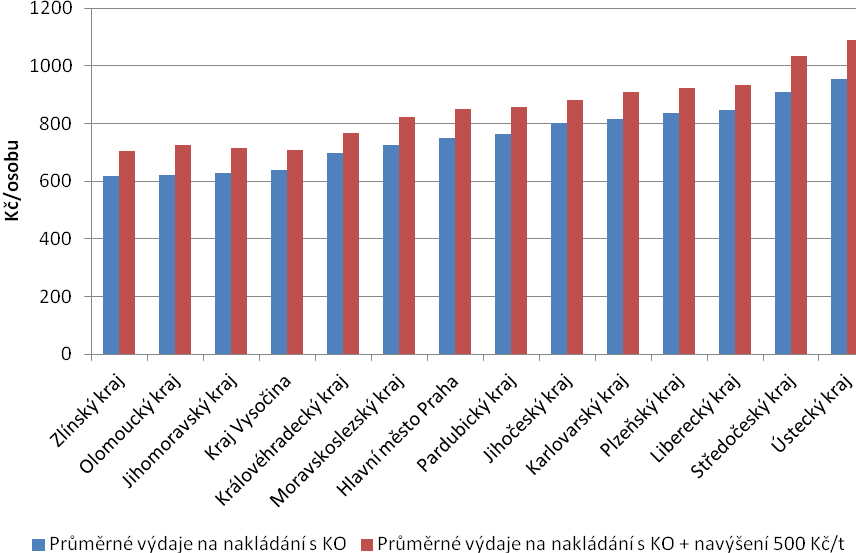 1200
1000
800
600
400
200
0
Kč/osobu
Zlínský kraj
Olomoucký kraj
Jihomoravský kraj
Kraj Vysočina
Královéhradecký kraj
Moravskoslezský kraj
Hlavní město Praha
Pardubický kraj
Jihočeský kraj
Karlovarský kraj
Plzeňský kraj
Liberecký kraj
Středočeský kraj
Ústecký kraj
Průměrné výdaje na nakládání s KO
Průměrné výdaje na nakládání s KO + navýšení 500 Kč/t